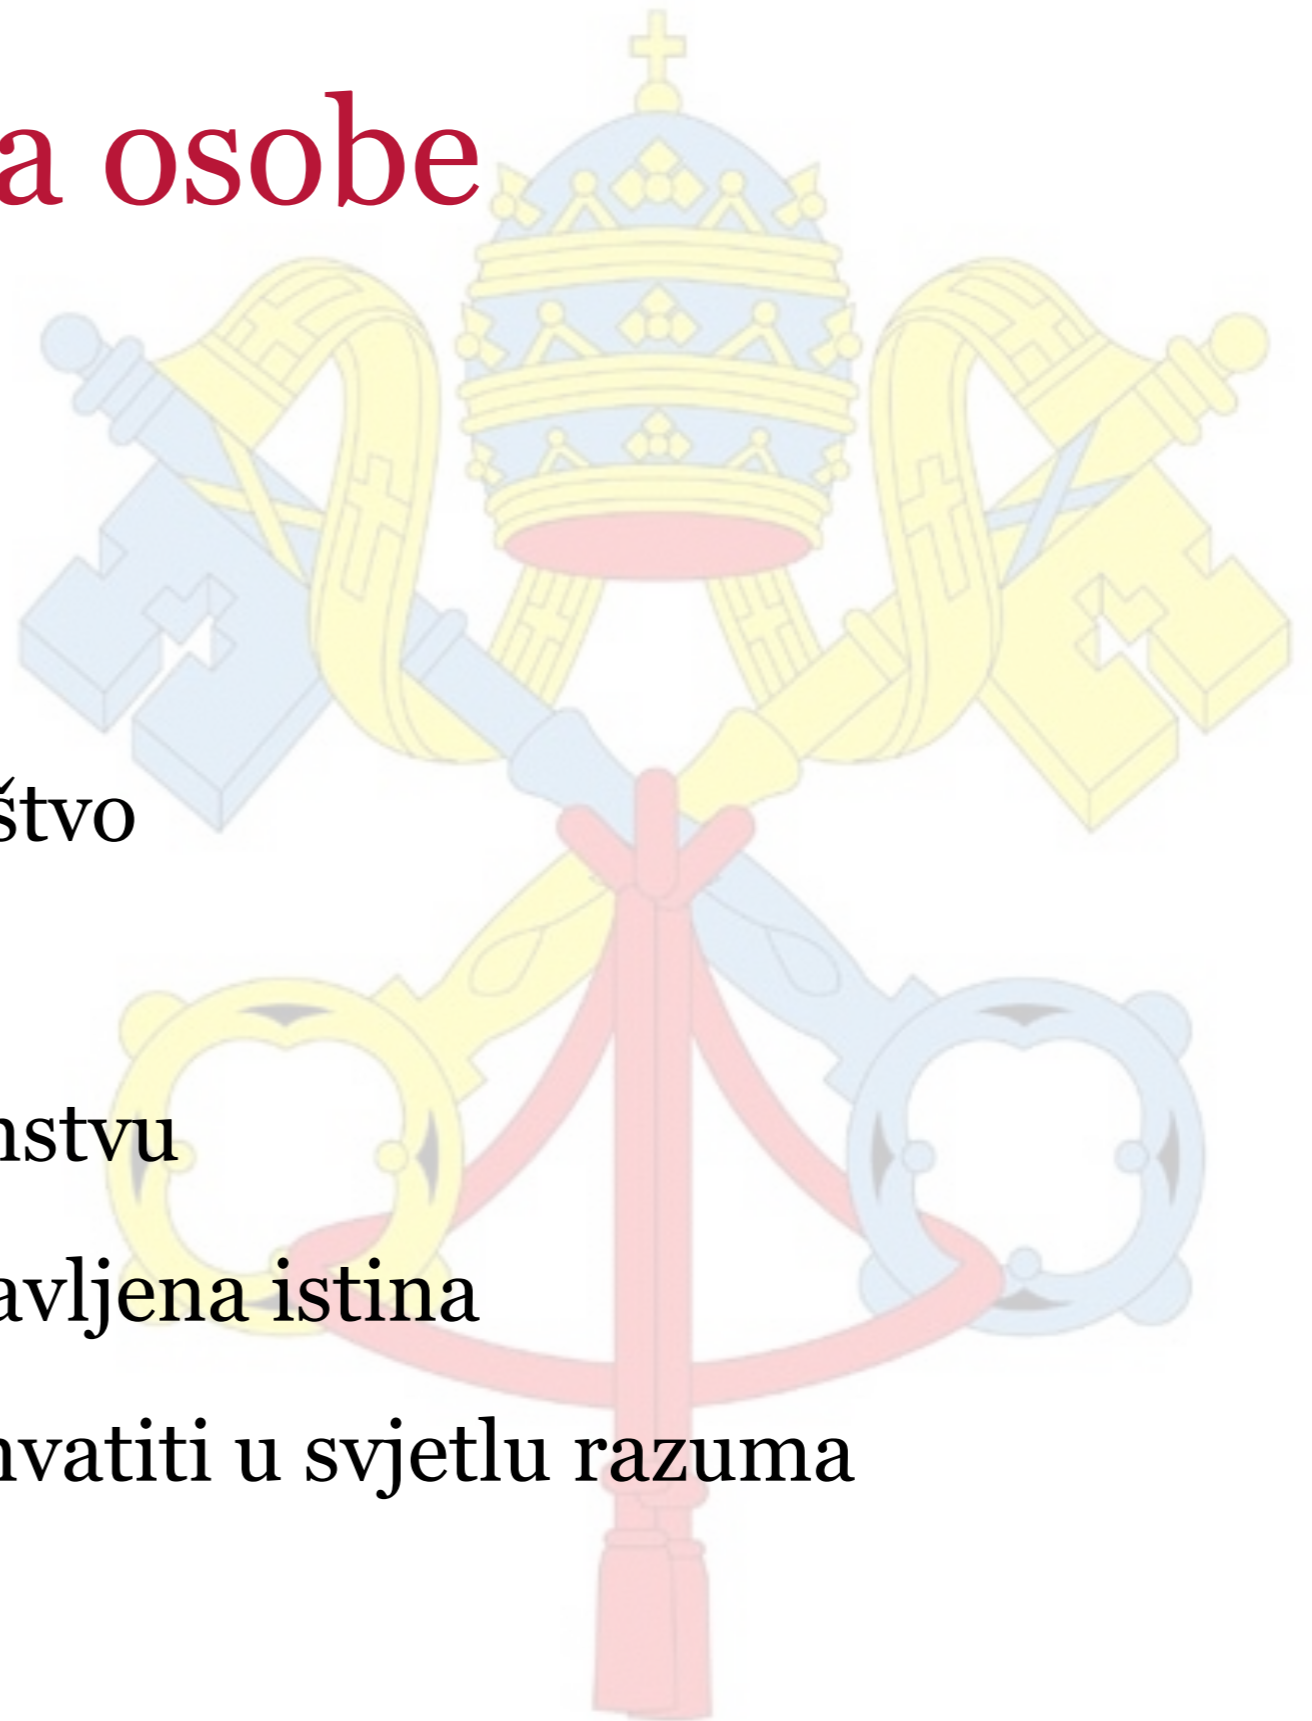 a osobe
štvo
nstvu
avljena istina
hvatiti u svjetlu razuma